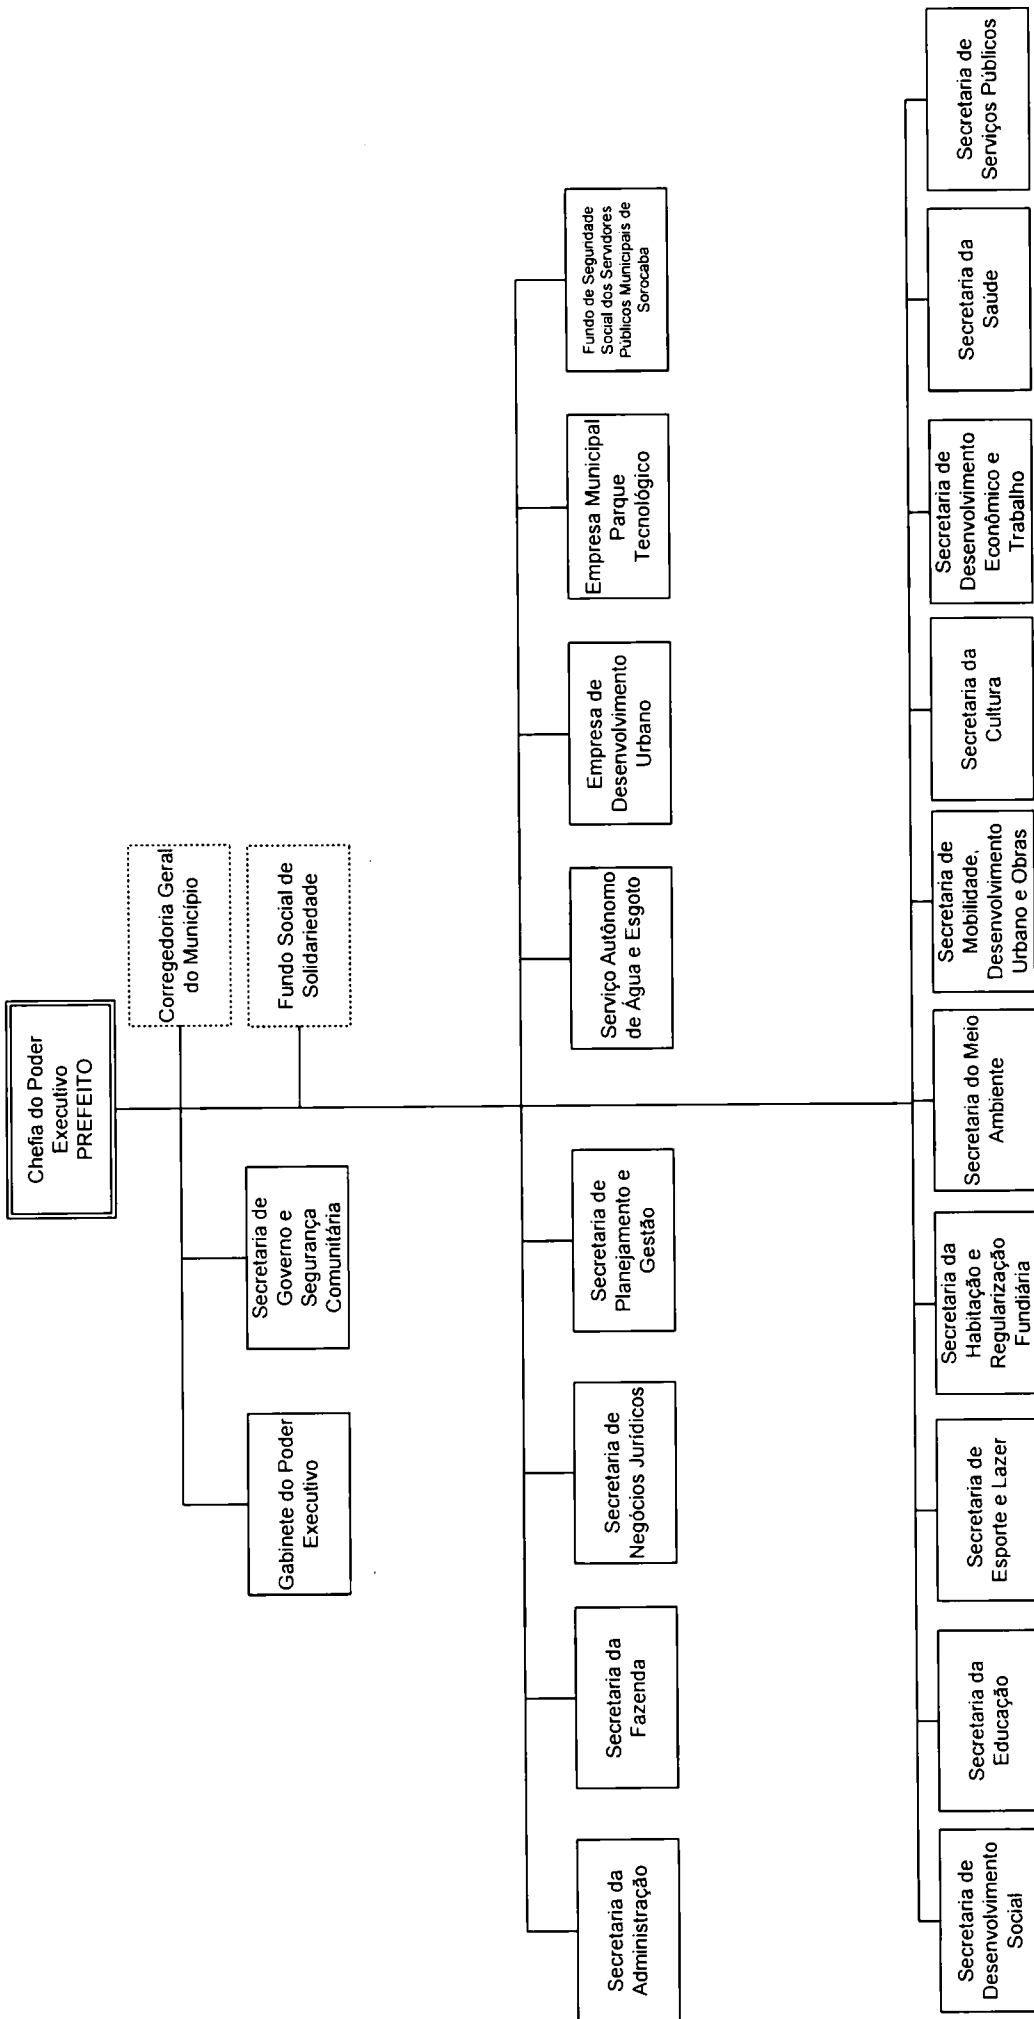 Chefia do Poder
Executivo
PREFEITO
Corregedoria Geral
do Município
Fundo Social de
Solidariedade
Gabinete do Poder
Executivo
Secretaria de
Governo e
Segurança
Comunitária
Secretaria da
Administração
Secretaria da
Fazenda
Secretaria de
Negócios Jurídicos
Secretaria de
Planejamento e
Gestão
Serviço Autônomo
de Água e Esgoto
Empresa de
Desenvolvimento
Urbano
Empresa Municipal
Parque
Tecnológico
Fundo de Seguridade
Social dos Servidores
Públicos Municipais de
Sorocaba
Secretaria de
Desenvolvimento
Social
Secretaria da
Educação
Secretaria de
Esporte e Lazer
Secretaria da
Habitação e
Regularização
Fundiária
Secretaria do Meio
Ambiente
Secretaria de
Mobilidade,
Desenvolvimento
Urbano e Obras
Secretaria da
Cultura
Secretaria de
Desenvolvimento
Econômico e
Trabalho
Secretaria da
Saúde
Secretaria de
Serviços Públicos